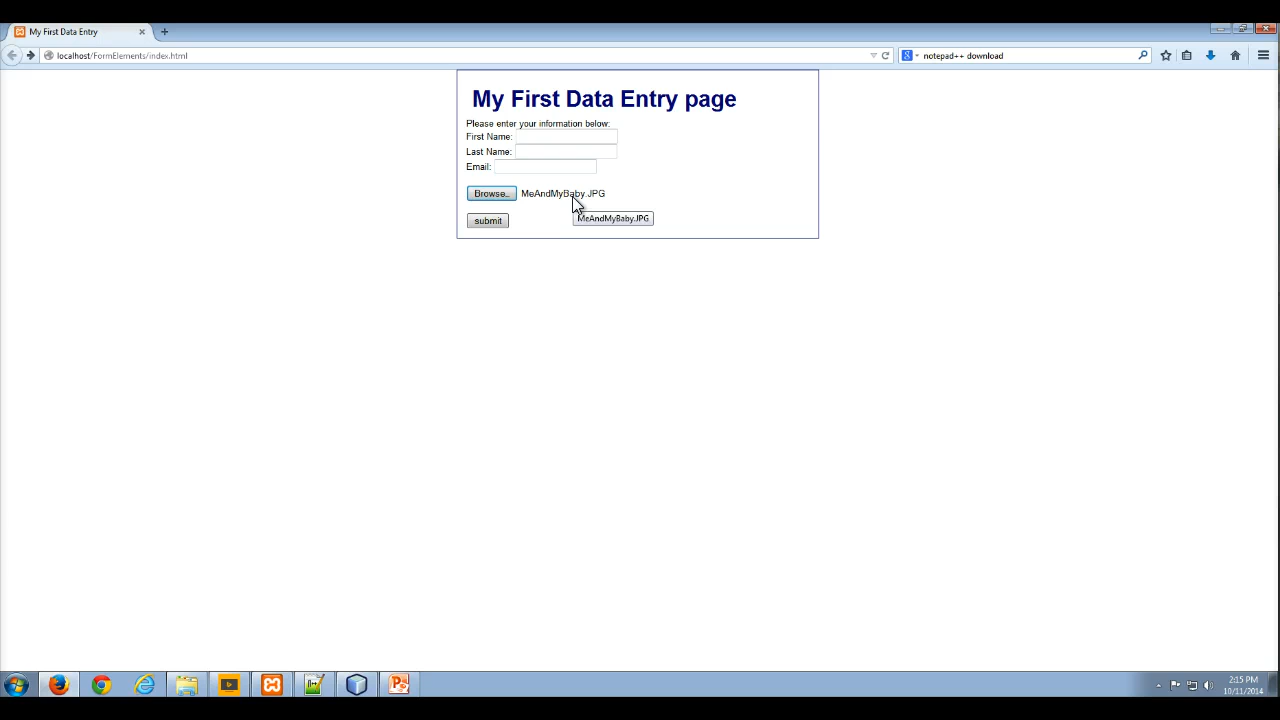 My First Data Entry
localhost/FormElements/index.html
notepad++ download
My First Data Entry page
Please enter your information below:
First Name:
Last Name:
Email:
Browse.. MeAndMyBaby.JPG
MeAndMyBaby.JPG
submit
2:15 PM
10/11/2014